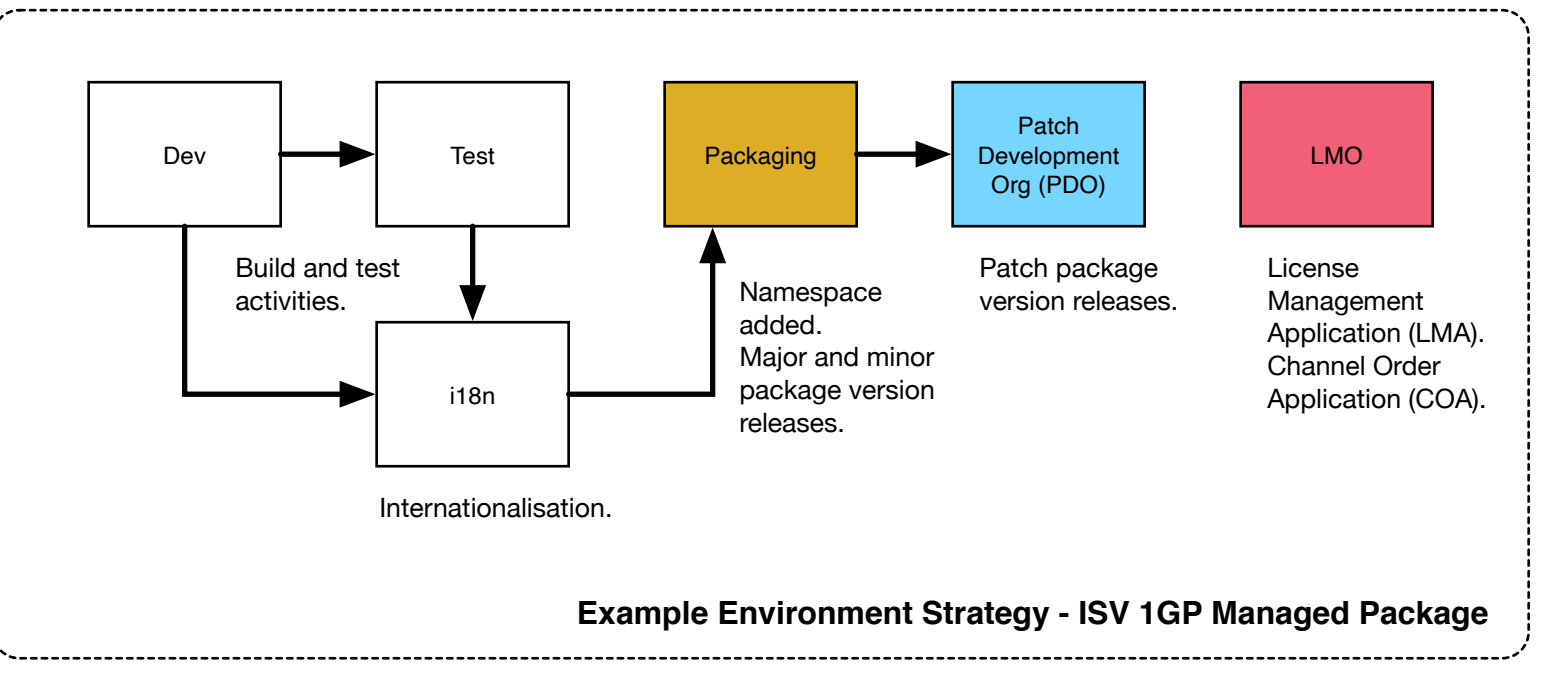 Dev
Test
Packaging
Patch
Development
Org (PDO)
LMO
Build and test
activities.
Namespace
added.
Major and minor
package version
releases.
Patch package
version releases.
License
Management
Application (LMA).
Channel Order
Application (COA).
i18n
Internationalisation.
Example Environment Strategy - ISV 1GP Managed Package